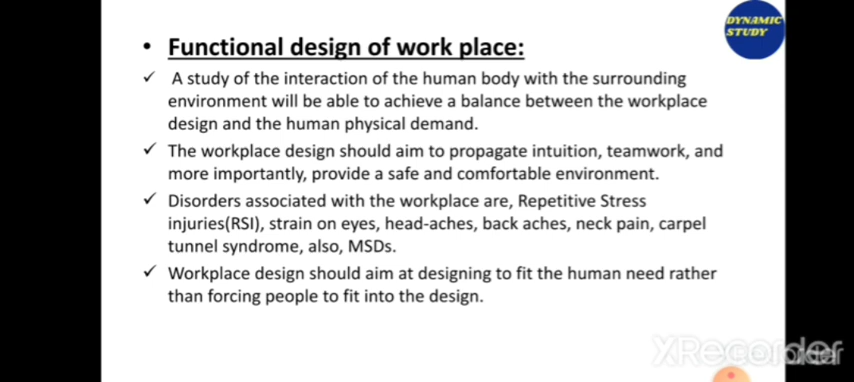 DYNAMIC
STUDY
• Functional design of work place:
✓ A study of the interaction of the human body with the surrounding
environment will be able to achieve a balance between the workplace
design and the human physical demand.
✓ The workplace design should aim to propagate intuition, teamwork, and
more importantly, provide a safe and comfortable environment.
✓ Disorders associated with the workplace are, Repetitive Stress
injuries(RSI), strain on eyes, head-aches, back aches, neck pain, carpel
tunnel syndrome, also, MSDs.
✓ Workplace design should aim at designing to fit the human need rather
than forcing people to fit into the design.
XRecorder